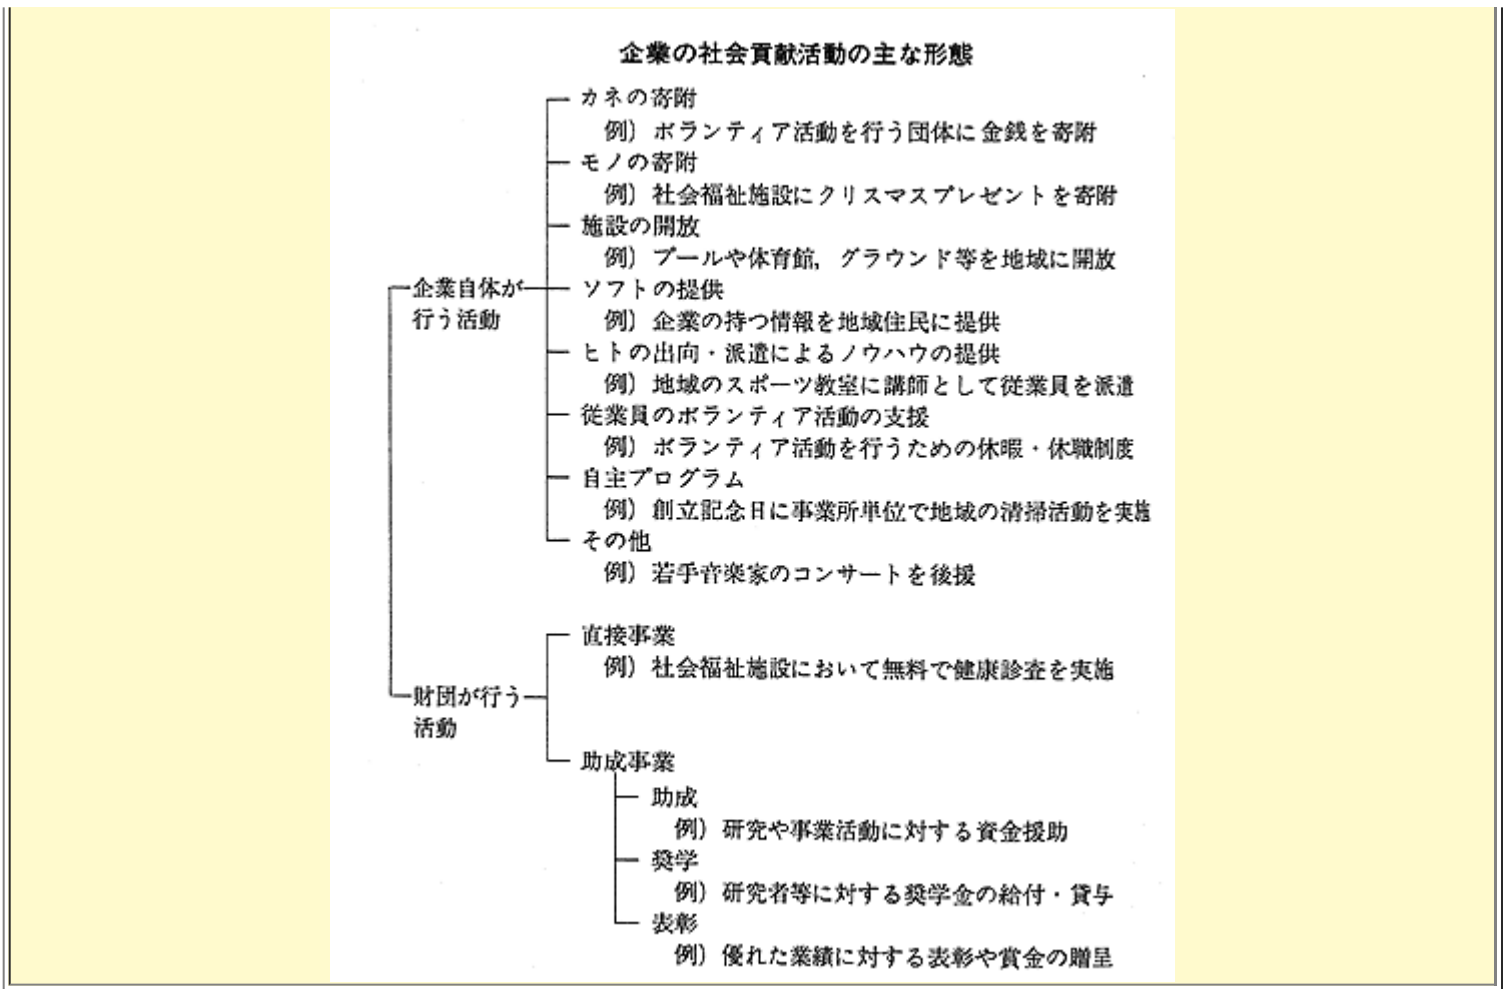 企業の社会貢献活動の主な形態
カネの寄附
例）ボランティア活動を行う団体に金銭を寄附
モノの寄附
例）社会福祉施設にクリスマスプレゼントを寄附
施設の開放
例）プールや体育館，グラウンド等を地域に開放
企業自体が
行う活動
ソフトの提供
例）企業の持つ情報を地域住民に提供
ヒトの出向・派遣によるノウハウの提供
例）地域のスポーツ教室に講師として従業員を派遣
従業員のボランティア活動の支援
例）ボランティア活動を行うための休暇・休職制度
自主プログラム
例）創立記念日に事業所単位で地域の清掃活動を実施
その他
例）若手音楽家のコンサートを後援
直接事業
例）社会福祉施設において無料で健康診査を実施
財団が行う
活動
助成事業
助成
例）研究や事業活動に対する資金援助
奨学
例）研究者等に対する奨学金の給付・貸与
表彰
例）優れた業績に対する表彰や賞金の贈呈